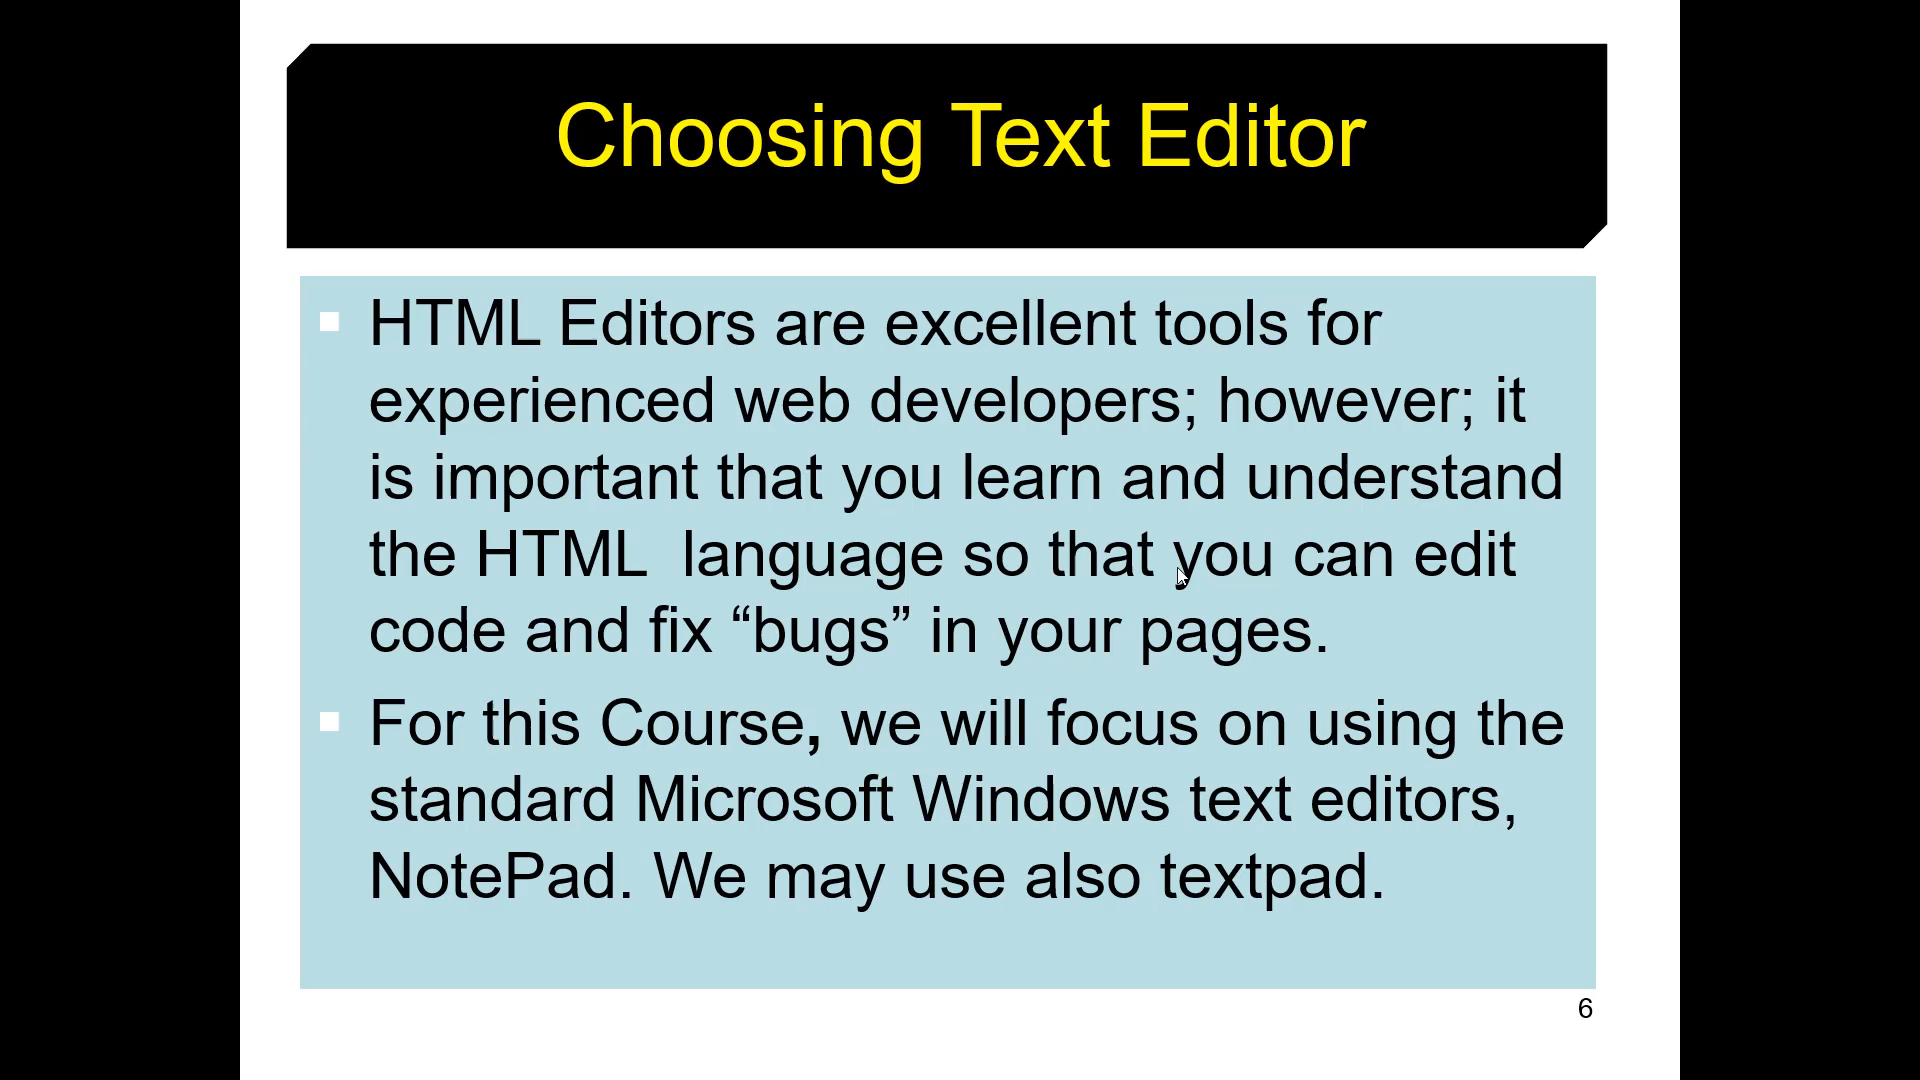 Choosing Text Editor
HTML Editors are excellent tools for
experienced web developers; however; it
is important that you learn and understand
the HTML  language so that you can edit
code and fix “bugs” in your pages.
For this Course, we will focus on using the
standard Microsoft Windows text editors,
NotePad. We may use also textpad.
6